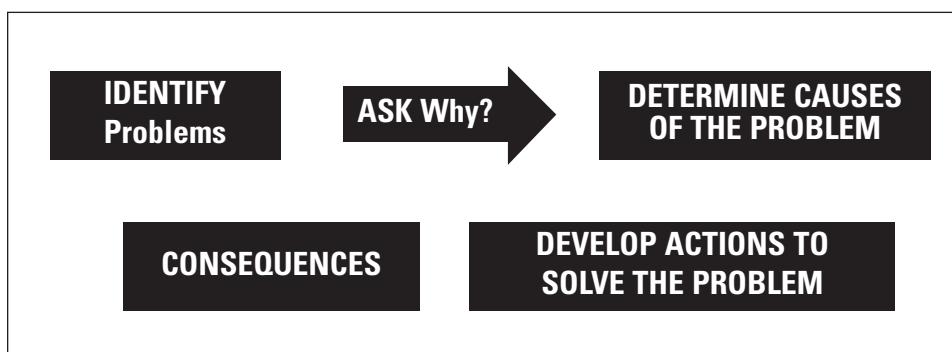 IDENTIFY
Problems
ASK Why?
DETERMINE CAUSES
OF THE PROBLEM
CONSEQUENCES
DEVELOP ACTIONS TO
SOLVE THE PROBLEM